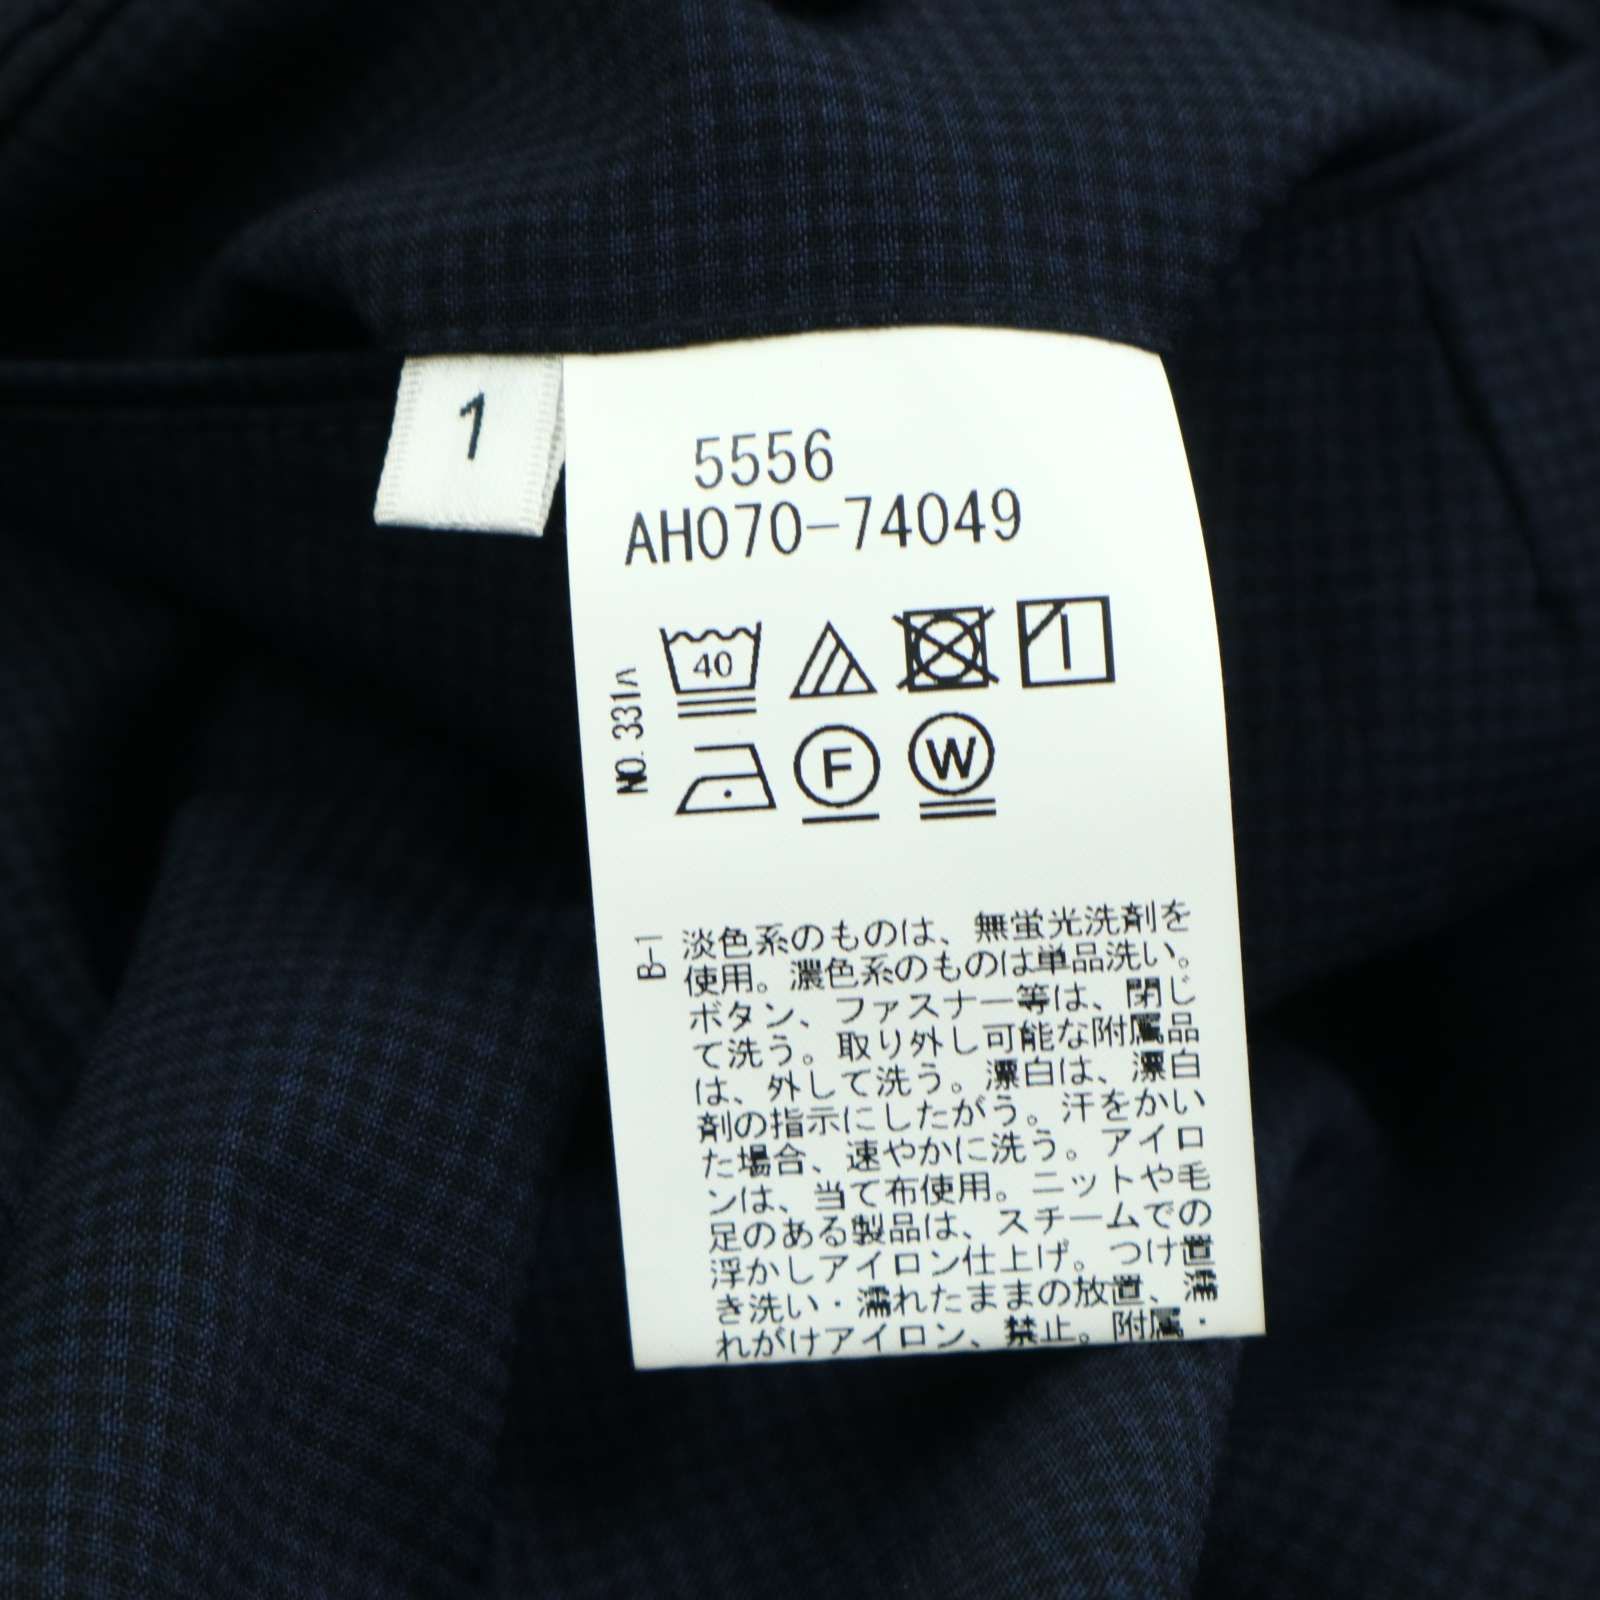 1
5556
AH070-74049
40
NO. 331A
F
W
B-1
淡色系のものは、無蛍光洗剤を
使用。濃色系のものは単品洗い。
ボタン、ファスナー等は、閉じ
て洗う。取り外し可能な附属品
は、外して洗う。漂白は、漂白
剤の指示にしたがう。汗をかい
た場合、速やかに洗う。アイロ
ンは、当て布使用。ニットや毛
足のある製品は、スチームでの
浮かしアイロン仕上げ。つけ置
き洗い・濡れたままの放置、濡
れがけアイロン、禁止。附属・